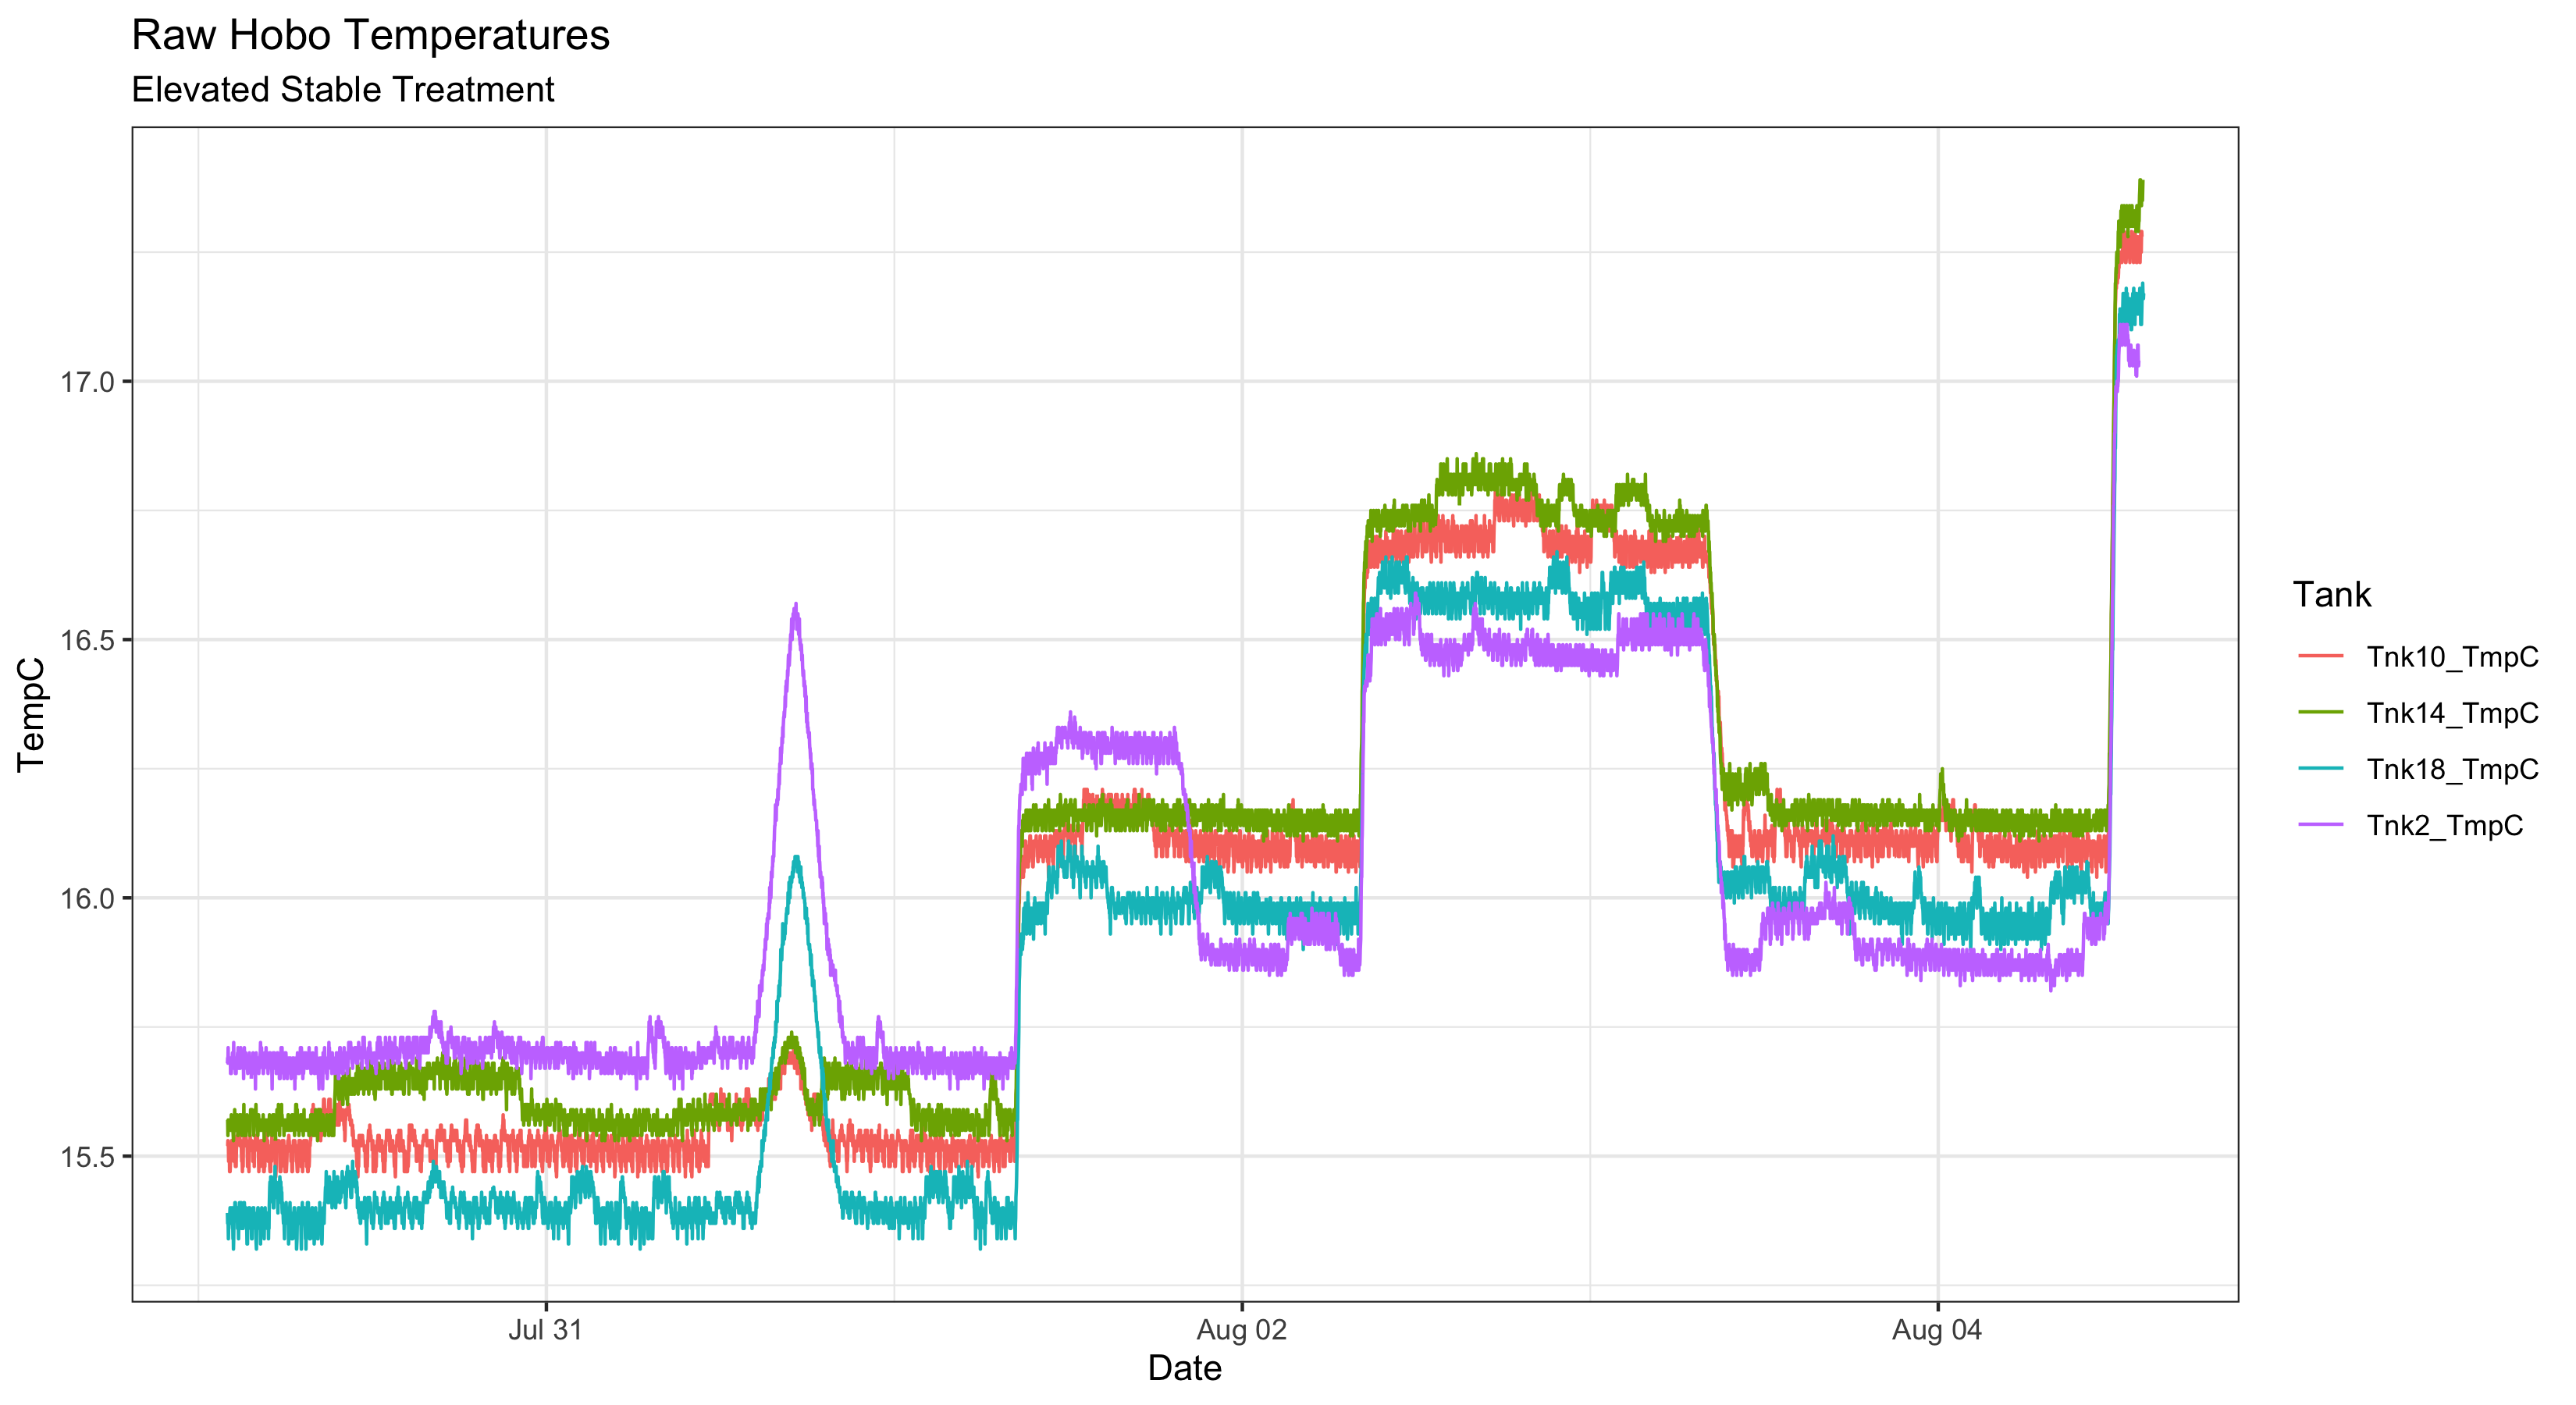 Raw Hobo Temperatures
Elevated Stable Treatment
TempC
17.0
16.5
16.0
15.5
Jul 31
Aug 02
Aug 04
Date
Tank
Tnk10_TmpC
Tnk14_TmpC
Tnk18_TmpC
Tnk2_TmpC